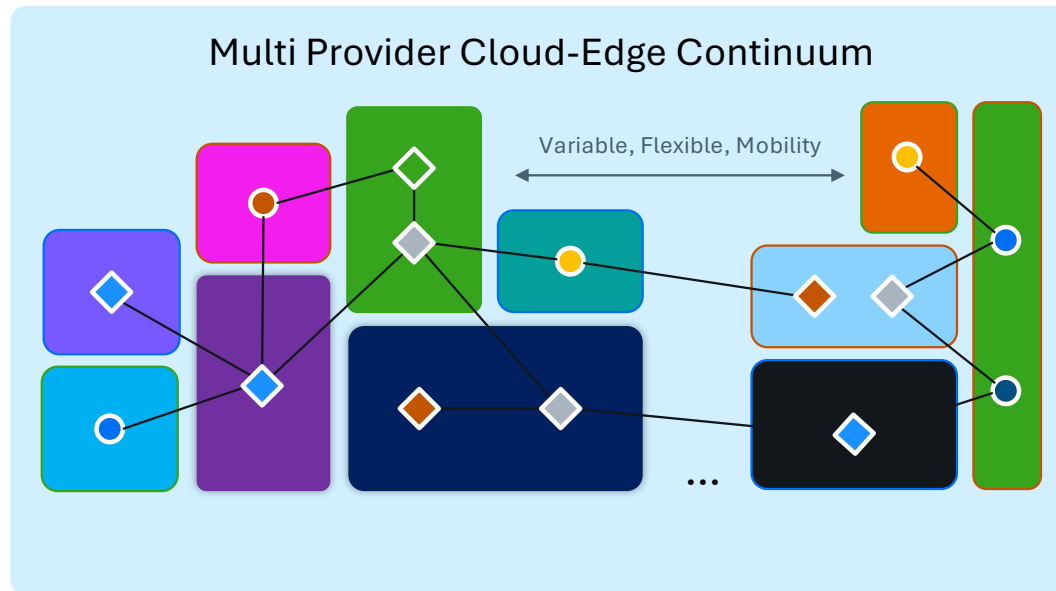 Multi Provider Cloud-Edge Continuum
Variable, Flexible, Mobility
...